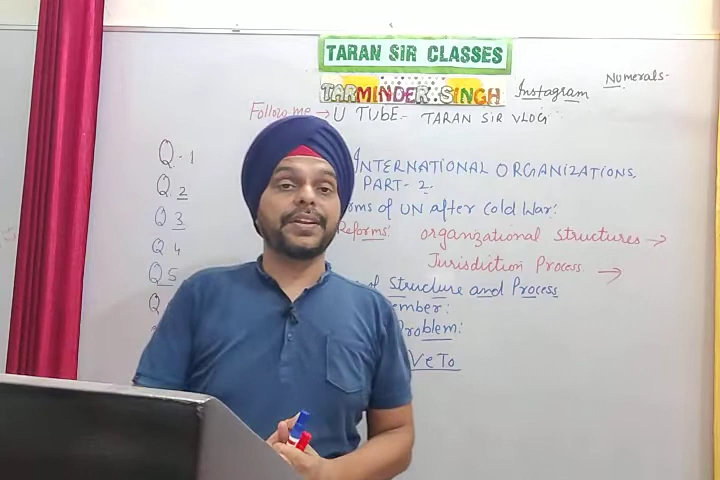 TARAN SIR CLASSES
TARMINDER. SINGH Instagram Numerals-
Follow me → U TUbE- TARAN SIR VLOG
Q. 1
INTERNATIONAL ORGANIZATIONS.
Q 2
PART- 2
oms of UN after Cold War:
Q 3
Reforms: organizational structures →
Q 4
Jurisdiction Process →
Q 5
of Structure and Process
Q
ember:
Problem:
VeTo